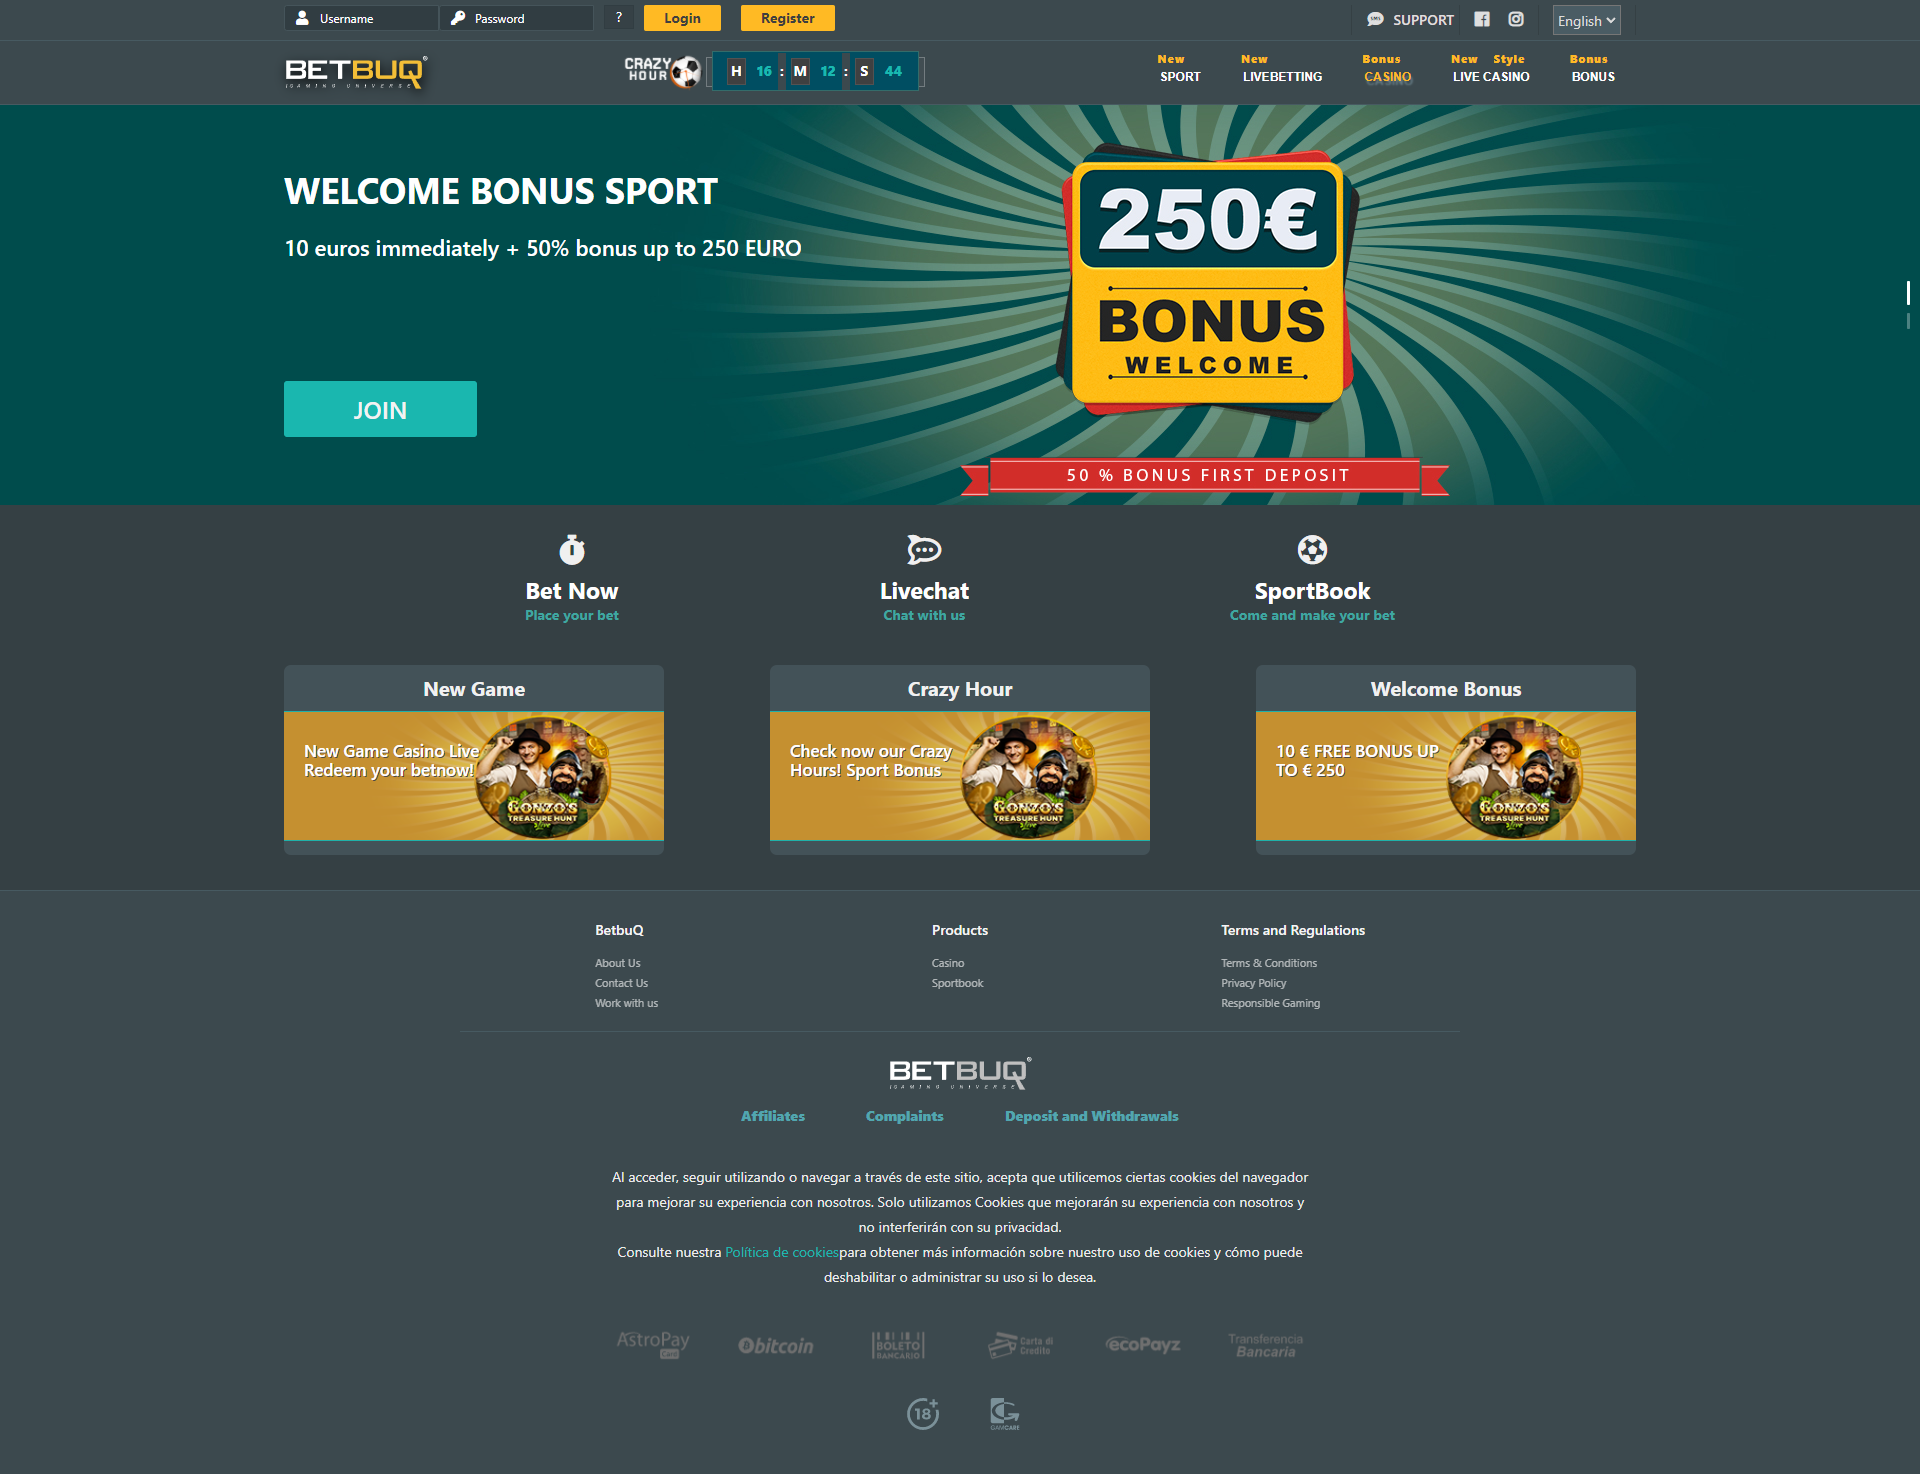 Username
Password
?
Login
Register
SUPPORT
English
BETBUQ
IGAMING UNIVERSE
CRAZY
HOUR
H 16 : M 12 : S 44
New
SPORT
New
LIVEBETTING
Bonus
CASINO
New Style
LIVE CASINO
Bonus
BONUS
WELCOME BONUS SPORT
10 euros immediately + 50% bonus up to 250 EURO
JOIN
250€
BONUS
WELCOME
50 % BONUS FIRST DEPOSIT
Bet Now
Place your bet
Livechat
Chat with us
SportBook
Come and make your bet
New Game
New Game Casino Live
Redeem your betnow!
GONZO'S
TREASURE HUNT
live
Crazy Hour
Check now our Crazy
Hours! Sport Bonus
GONZO'S
TREASURE HUNT
live
Welcome Bonus
10 € FREE BONUS UP
TO € 250
GONZO'S
TREASURE HUNT
live
BetbuQ
About Us
Contact Us
Work with us
Products
Casino
Sportbook
Terms and Regulations
Terms & Conditions
Privacy Policy
Responsible Gaming
BETBUQ
IGAMING UNIVERSE
Affiliates
Complaints
Deposit and Withdrawals
Al acceder, seguir utilizando o navegar a través de este sitio, acepta que utilicemos ciertas cookies del navegador
para mejorar su experiencia con nosotros. Solo utilizamos Cookies que mejorarán su experiencia con nosotros y
no interferirán con su privacidad.
Consulte nuestra Política de cookiespara obtener más información sobre nuestro uso de cookies y cómo puede
deshabilitar o administrar su uso si lo desea.
AstroPay
Card
bitcoin
BOLETO
BANCARIO
Carta di
Credito
ecoPayz
Transferencia
Bancaria
18+
GAMCARE